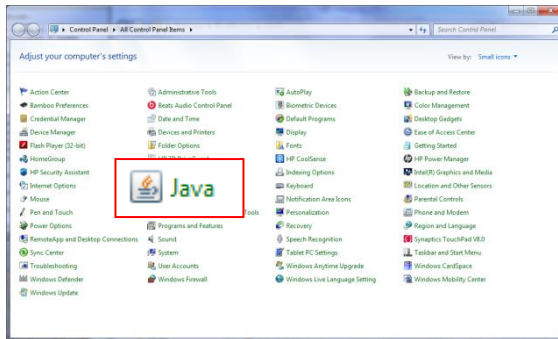 Control Panel ▸ All Control Panel Items ▸
Search Control Panel
Adjust your computer's settings
View by: Small icons
Action Center
Administrative Tools
AutoPlay
Backup and Restore
Bamboo Preferences
Beats Audio Control Panel
Biometric Devices
Color Management
Credential Manager
Date and Time
Default Programs
Desktop Gadgets
Device Manager
Devices and Printers
Display
Ease of Access Center
Flash Player (32-bit)
Folder Options
Fonts
Getting Started
HomeGroup
HP CoolSense
HP Power Manager
HP Security Assistant
Java
Indexing Options
Intel(R) Graphics and Media
Internet Options
Keyboard
Location and Other Sensors
Mouse
Notification Area Icons
Parental Controls
Pen and Touch
Tools
Personalization
Phone and Modem
Power Options
Programs and Features
Recovery
Region and Language
RemoteApp and Desktop Connections
Sound
Speech Recognition
Synaptics TouchPad V8.0
Sync Center
System
Tablet PC Settings
Taskbar and Start Menu
Troubleshooting
User Accounts
Windows Anytime Upgrade
Windows CardSpace
Windows Defender
Windows Firewall
Windows Live Language Setting
Windows Mobility Center
Windows Update